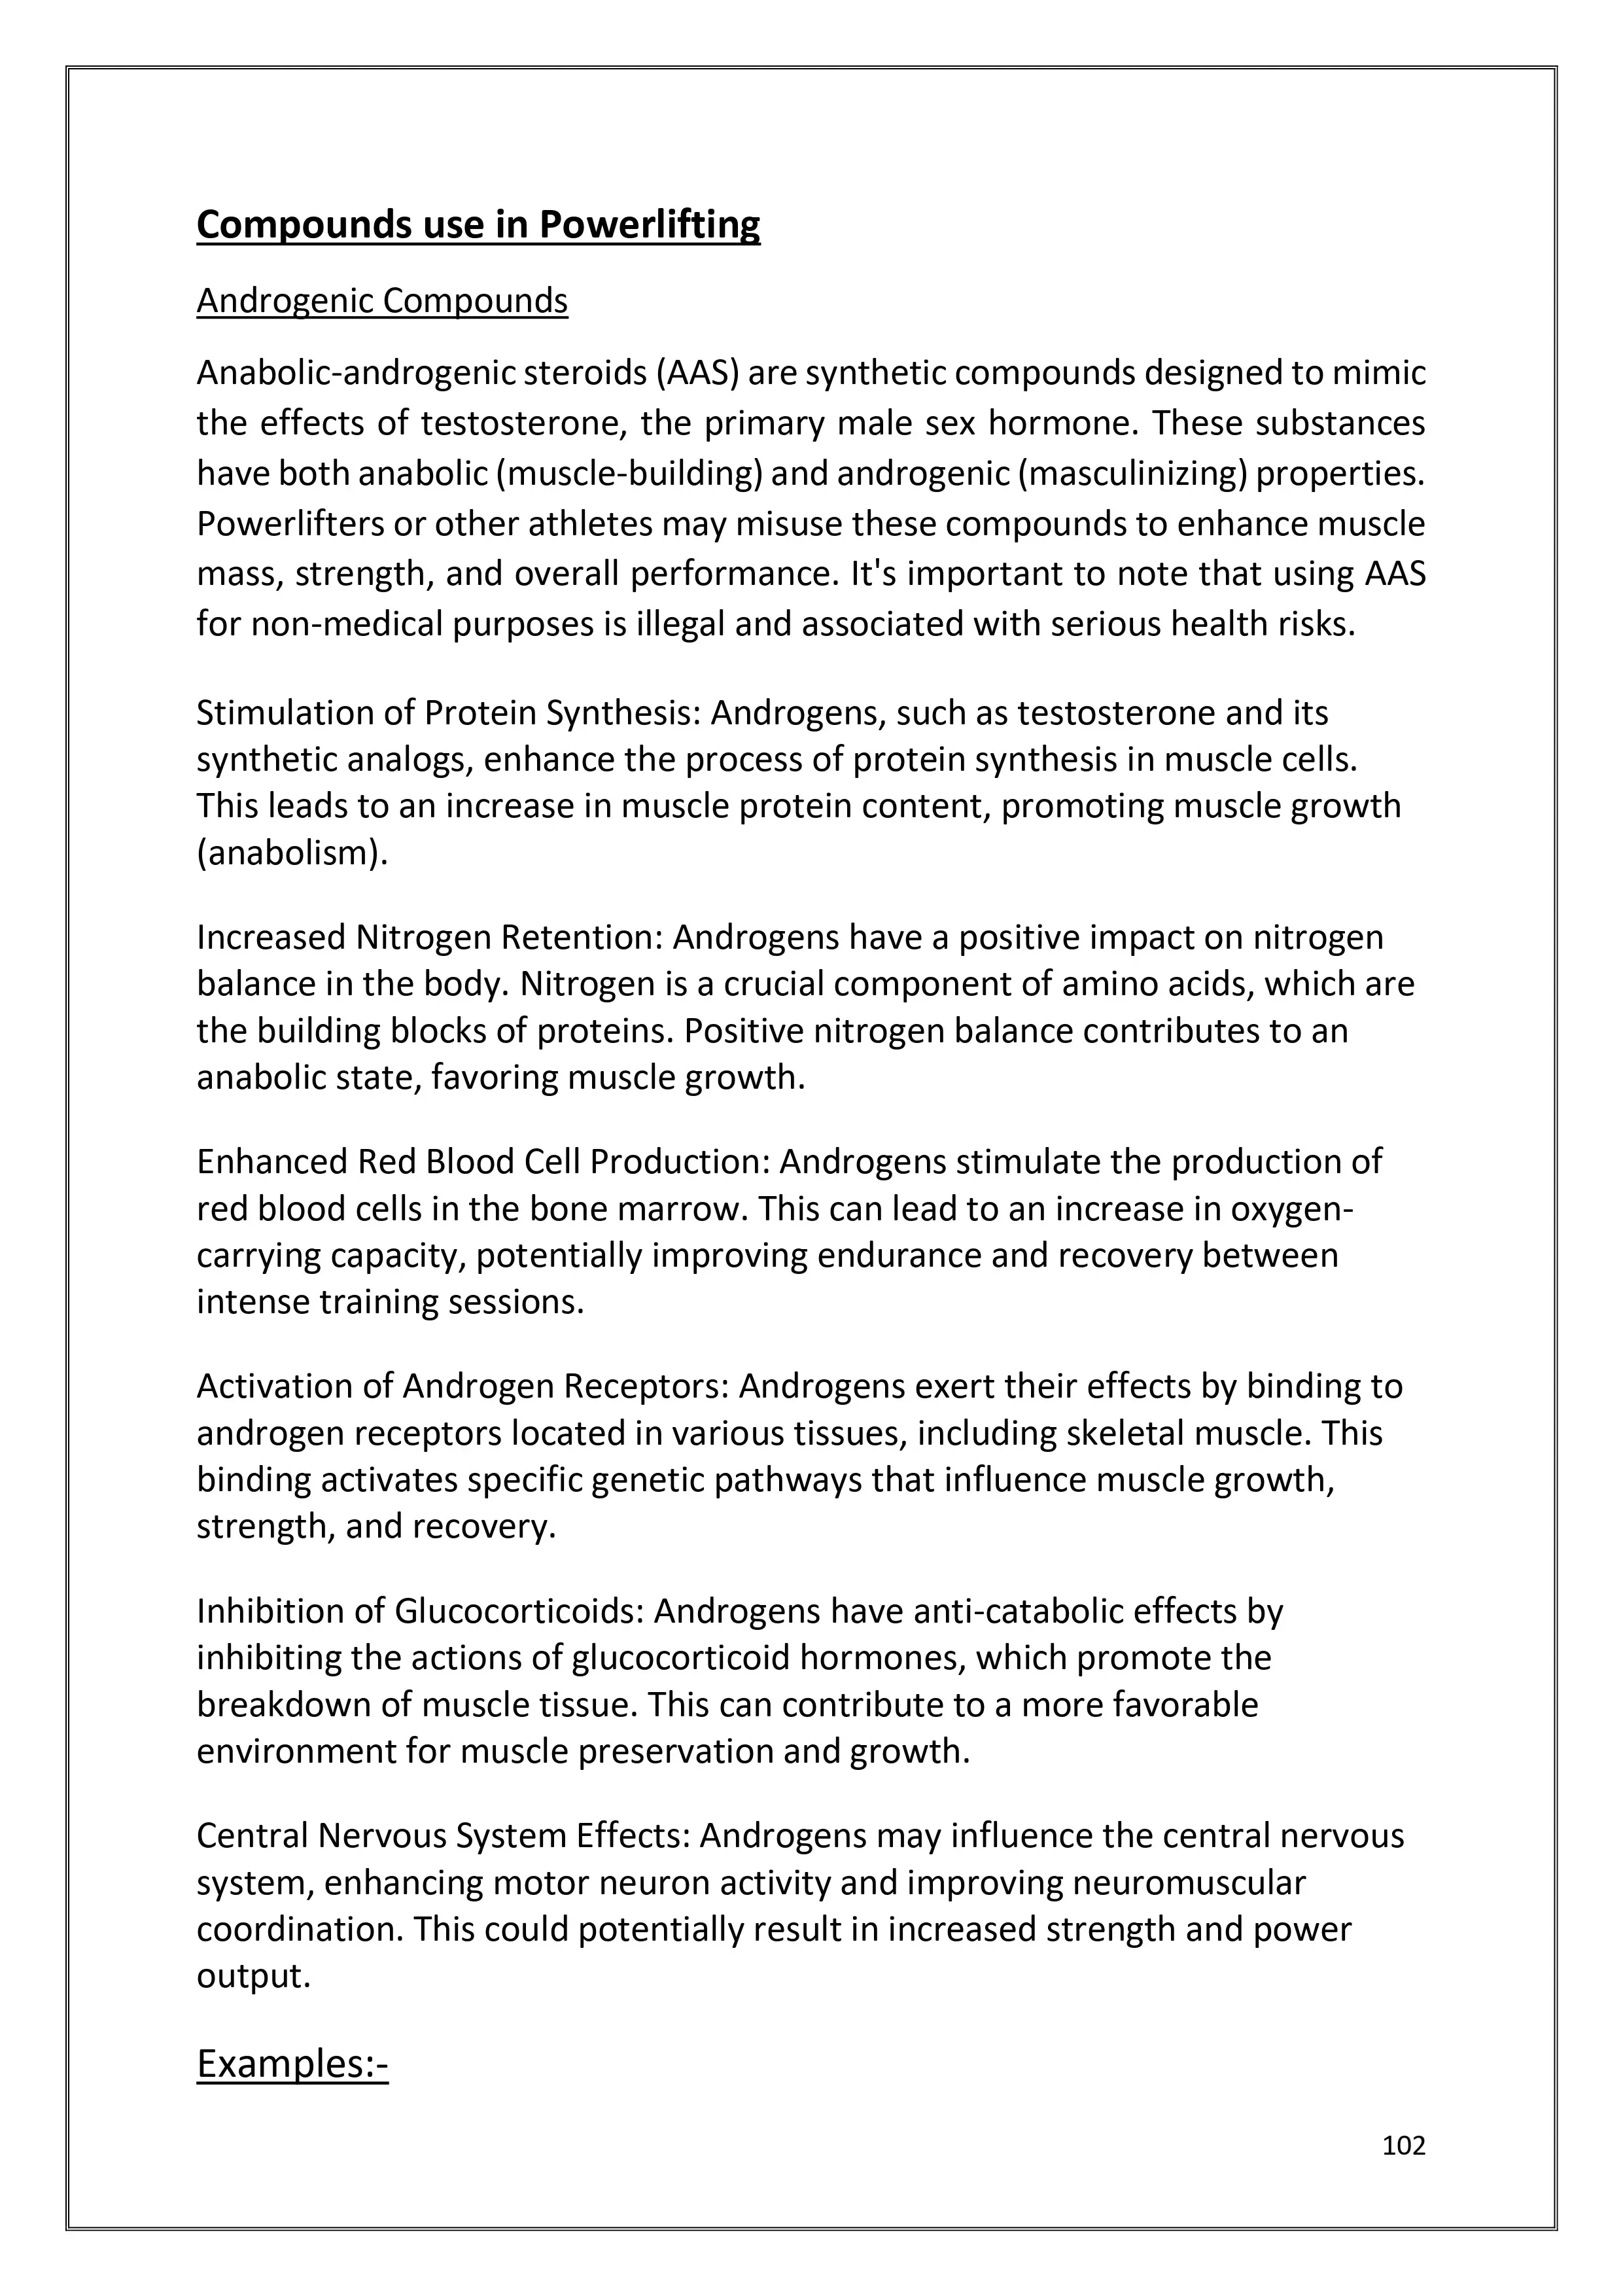 Compounds use in Powerlifting
Androgenic Compounds
Anabolic-androgenic steroids (AAS) are synthetic compounds designed to mimic
the effects of testosterone, the primary male sex hormone. These substances
have both anabolic (muscle-building) and androgenic (masculinizing) properties.
Powerlifters or other athletes may misuse these compounds to enhance muscle
mass, strength, and overall performance. It's important to note that using AAS
for non-medical purposes is illegal and associated with serious health risks.
Stimulation of Protein Synthesis: Androgens, such as testosterone and its
synthetic analogs, enhance the process of protein synthesis in muscle cells.
This leads to an increase in muscle protein content, promoting muscle growth
(anabolism).
Increased Nitrogen Retention: Androgens have a positive impact on nitrogen
balance in the body. Nitrogen is a crucial component of amino acids, which are
the building blocks of proteins. Positive nitrogen balance contributes to an
anabolic state, favoring muscle growth.
Enhanced Red Blood Cell Production: Androgens stimulate the production of
red blood cells in the bone marrow. This can lead to an increase in oxygen-
carrying capacity, potentially improving endurance and recovery between
intense training sessions.
Activation of Androgen Receptors: Androgens exert their effects by binding to
androgen receptors located in various tissues, including skeletal muscle. This
binding activates specific genetic pathways that influence muscle growth,
strength, and recovery.
Inhibition of Glucocorticoids: Androgens have anti-catabolic effects by
inhibiting the actions of glucocorticoid hormones, which promote the
breakdown of muscle tissue. This can contribute to a more favorable
environment for muscle preservation and growth.
Central Nervous System Effects: Androgens may influence the central nervous
system, enhancing motor neuron activity and improving neuromuscular
coordination. This could potentially result in increased strength and power
output.
Examples:-
102